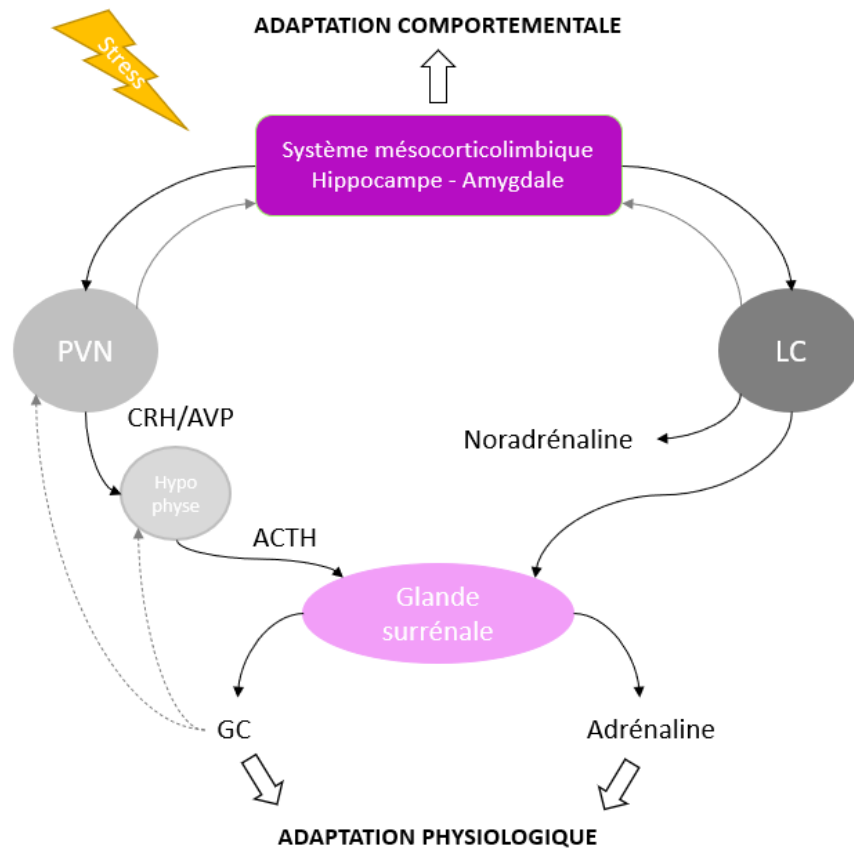 ADAPTATION COMPORTEMENTALE
Stress
Système mésocorticolimbique
Hippocampe - Amygdale
PVN
LC
CRH/AVP
Noradrénaline
Hypo
physe
ACTH
Glande
surrénale
GC
Adrénaline
ADAPTATION PHYSIOLOGIQUE